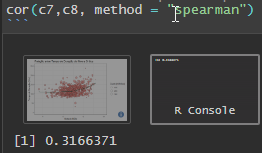 cor(c7,c8, method = "spearman")
```
R Console
[1] 0.3166371